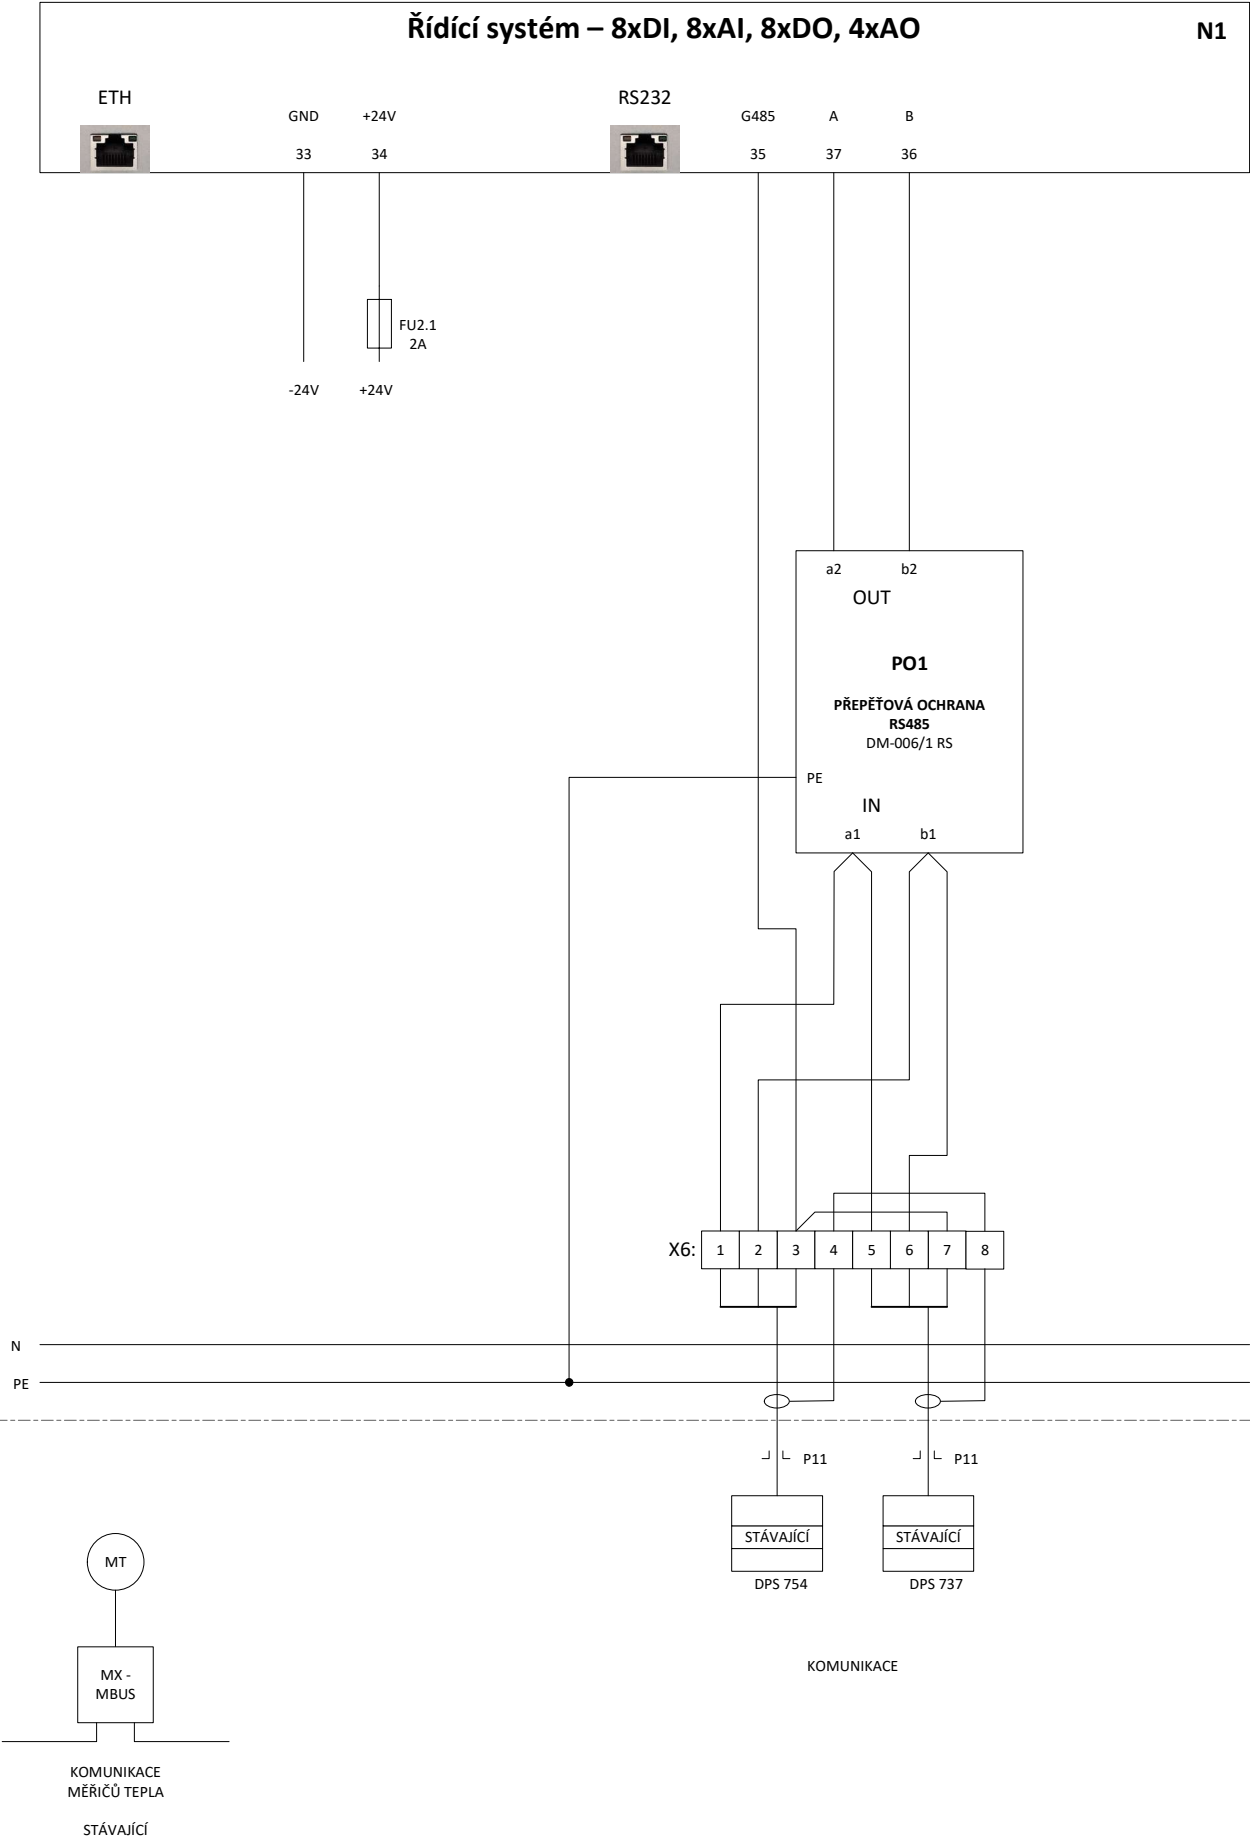 Řídící systém – 8xDI, 8xAI, 8xDO, 4xAO
N1
ETH
RS232
GND
+24V
G485
A
B
33
34
35
37
36
FU2.1
2A
-24V
+24V
a2
b2
OUT
PO1
PŘEPĚŤOVÁ OCHRANA
RS485
DM-006/1 RS
PE
IN
a1
b1
X6:
1
2
3
4
5
6
7
8
N
PE
P11
P11
STÁVAJÍCÍ
STÁVAJÍCÍ
DPS 754
DPS 737
KOMUNIKACE
MT
MX -
MBUS
KOMUNIKACE
MĚŘIČŮ TEPLA
STÁVAJÍCÍ